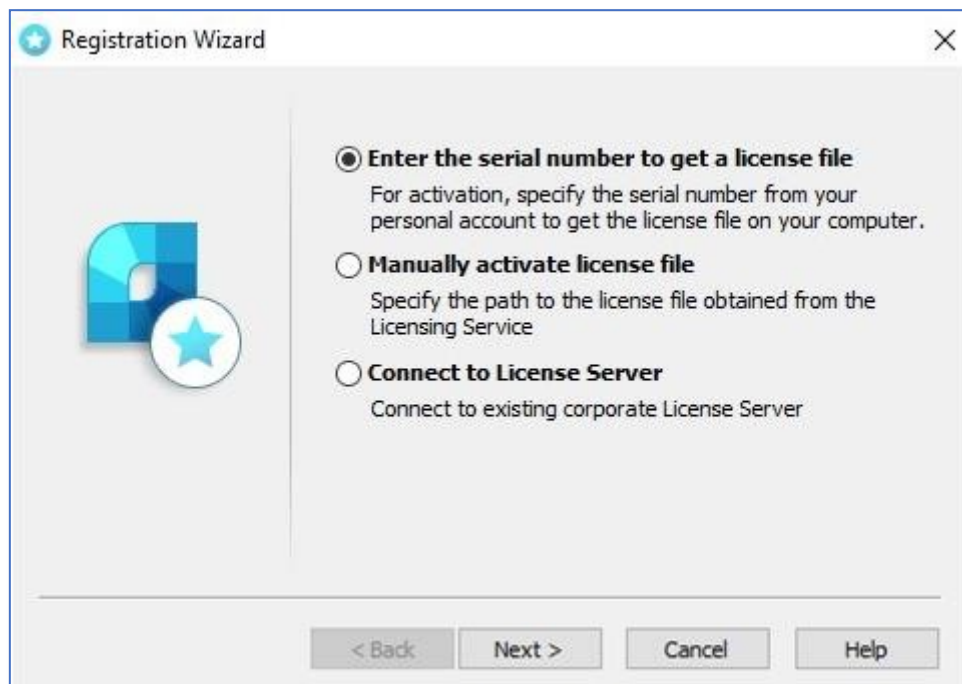 Registration Wizard
Enter the serial number to get a license file
For activation, specify the serial number from your
personal account to get the license file on your computer.
Manually activate license file
Specify the path to the license file obtained from the
Licensing Service
Connect to License Server
Connect to existing corporate License Server
< Back Next > Cancel Help